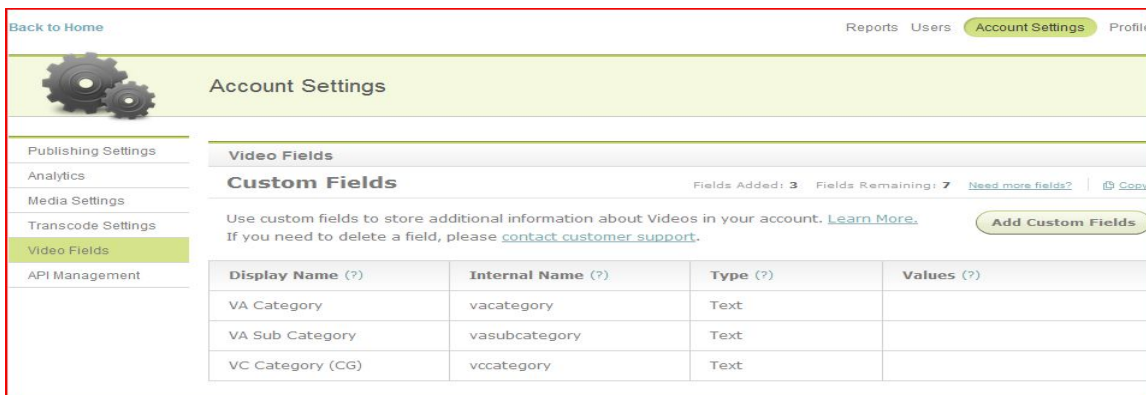 Back to Home
Reports Users Account Settings Profile
Account Settings
Publishing Settings
Analytics
Media Settings
Transcode Settings
Video Fields
API Management
Video Fields
Custom Fields
Fields Added: 3 Fields Remaining: 7 Need more fields? Copy
Use custom fields to store additional information about Videos in your account. Learn More.
If you need to delete a field, please contact customer support.
Add Custom Fields
Display Name (?) Internal Name (?) Type (?) Values (?)
VA Category vacategory Text
VA Sub Category vasubcategory Text
VC Category (CG) vccategory Text